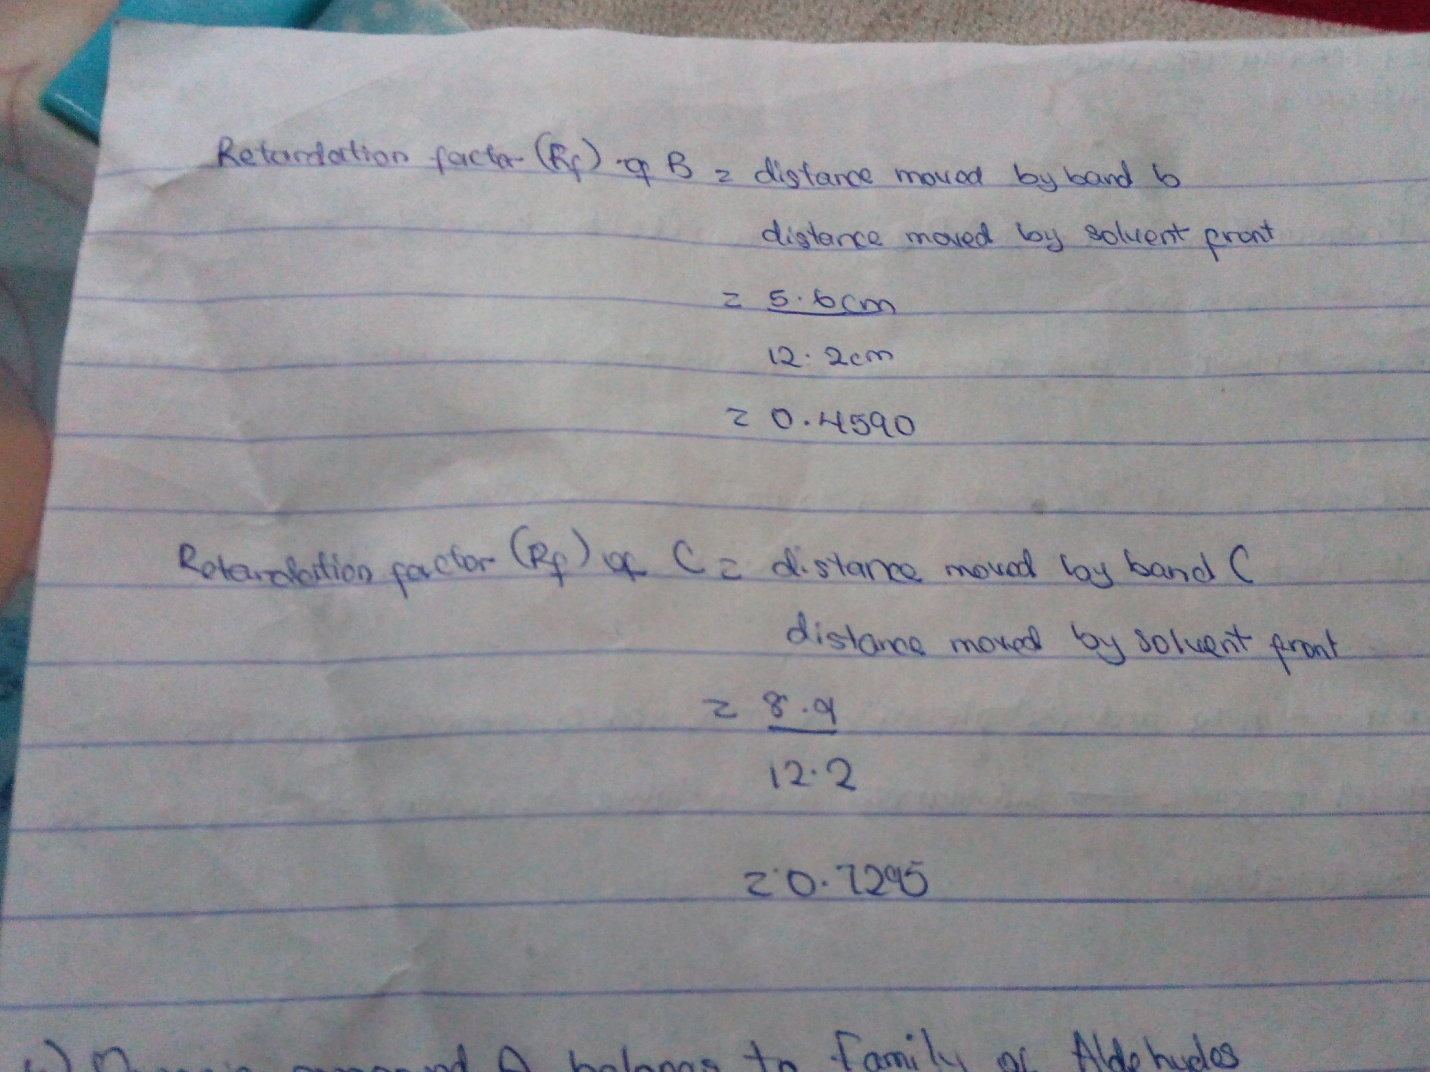 Retardation factor (Rf) of B = distance moved by band b
distance moved by solvent front
= 5.6cm
12.2cm
= 0.4590
Retardation factor (Rf) of C = distance moved by band C
distance moved by solvent front
= 8.9
12.2
= 0.7295
belongs to family of Aldehydes